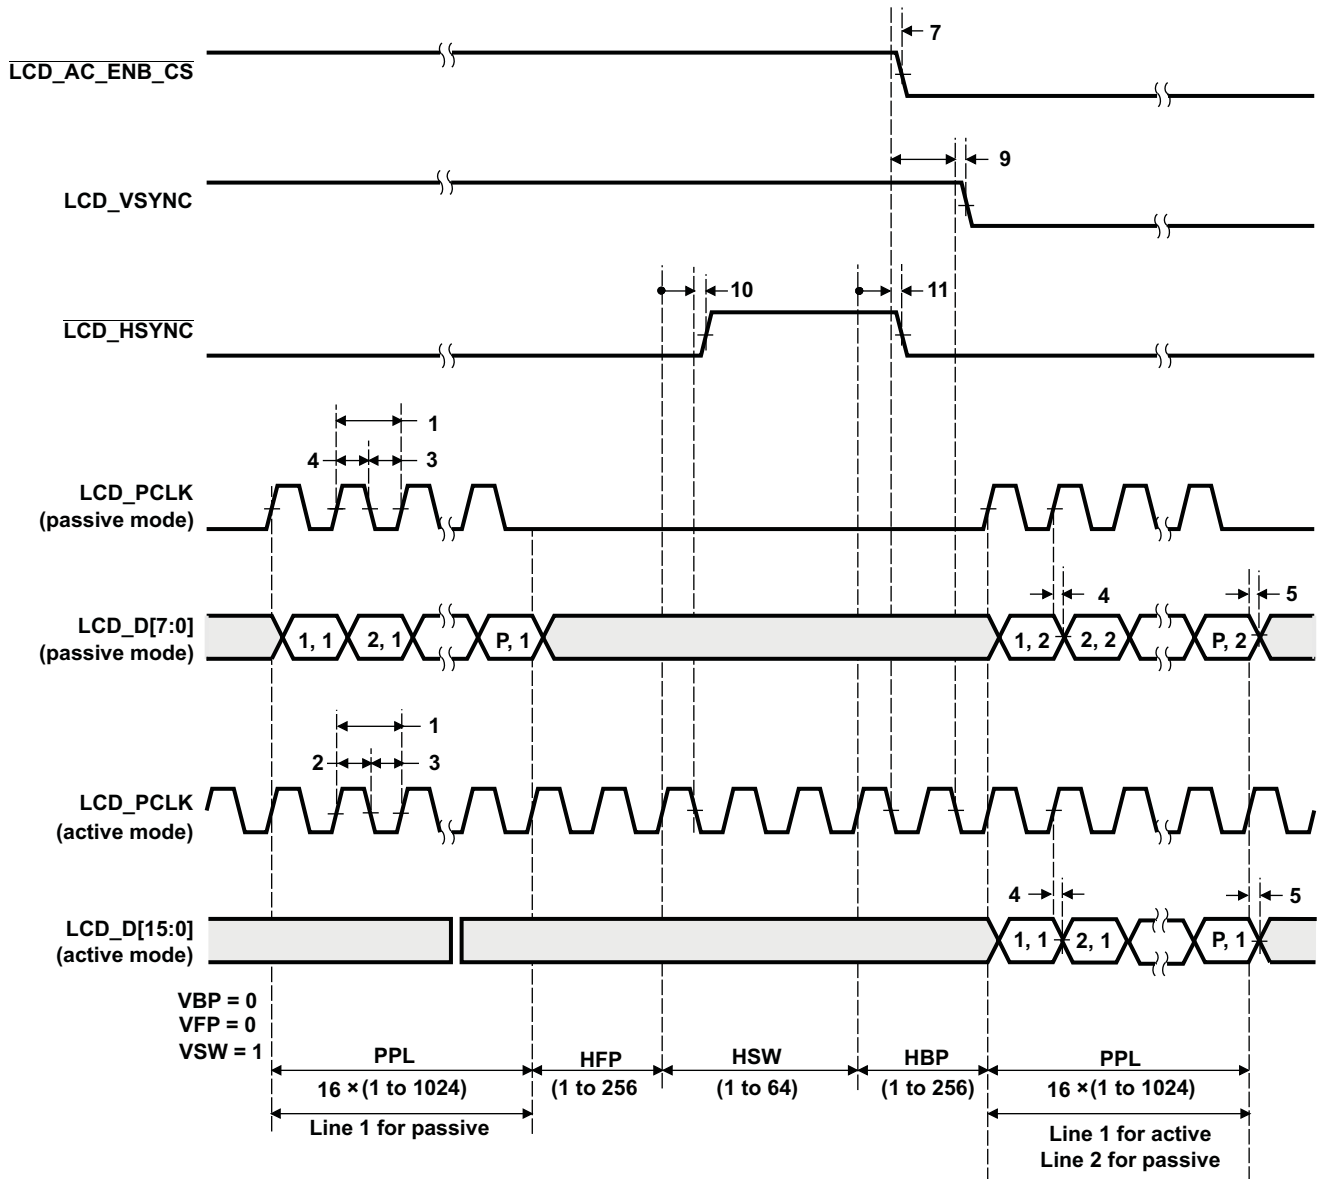 7
LCD_AC_ENB_CS
9
LCD_VSYNC
10
11
LCD_HSYNC
1
4
3
LCD_PCLK
(passive mode)
4
5
LCD_D[7:0]
(passive mode)
1, 1
2, 1
P, 1
1, 2
2, 2
P, 2
1
2
3
LCD_PCLK
(active mode)
4
5
LCD_D[15:0]
(active mode)
1, 1
2, 1
P, 1
VBP = 0
VFP = 0
VSW = 1
PPL
16 × (1 to 1024)
HFP
(1 to 256
HSW
(1 to 64)
HBP
(1 to 256)
PPL
16 × (1 to 1024)
Line 1 for passive
Line 1 for active
Line 2 for passive